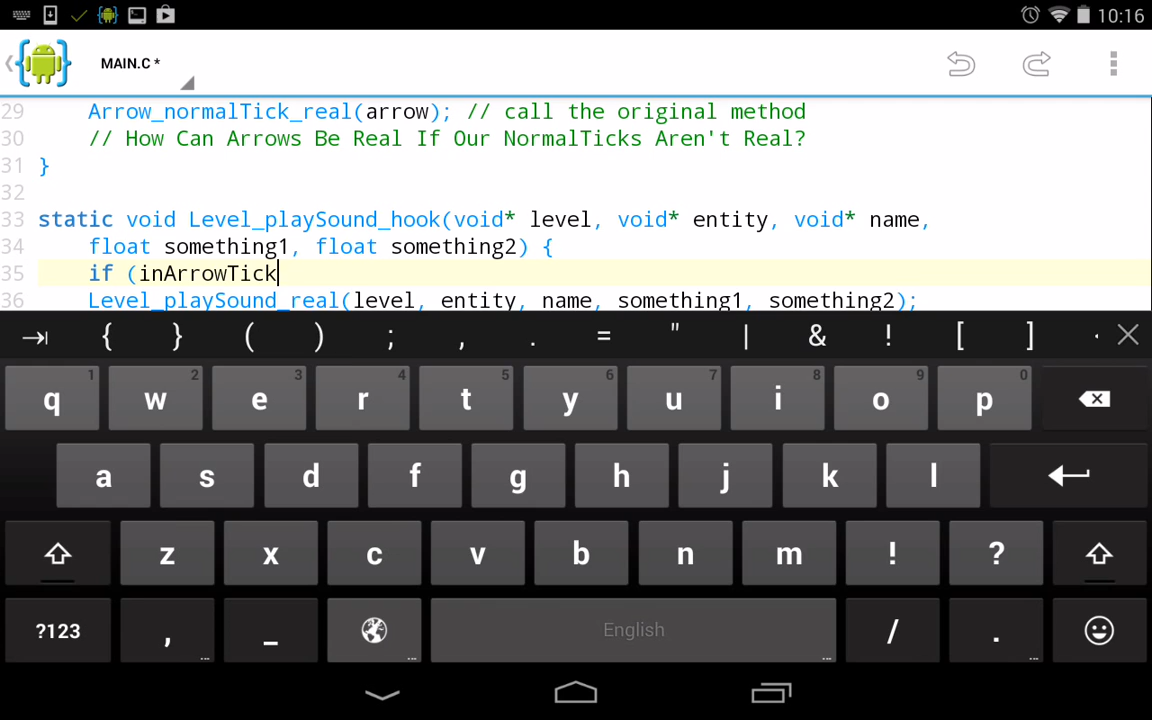 10:16
MAIN.C *
29 Arrow_normalTick_real(arrow); // call the original method
30 // How Can Arrows Be Real If Our NormalTicks Aren't Real?
31 }
32
33 static void Level_playSound_hook(void* level, void* entity, void* name,
34 float something1, float something2) {
35 if (inArrowTick
36 Level_playSound_real(level, entity, name, something1, something2);
{ } ( ) ; , . = " | & ! [ ]
q 1 w 2 e 3 r 4 t 5 y 6 u 7 i 8 o 9 p 0
a s d f g h j k l
z x c v b n m ! ?
?123 , _ English / .